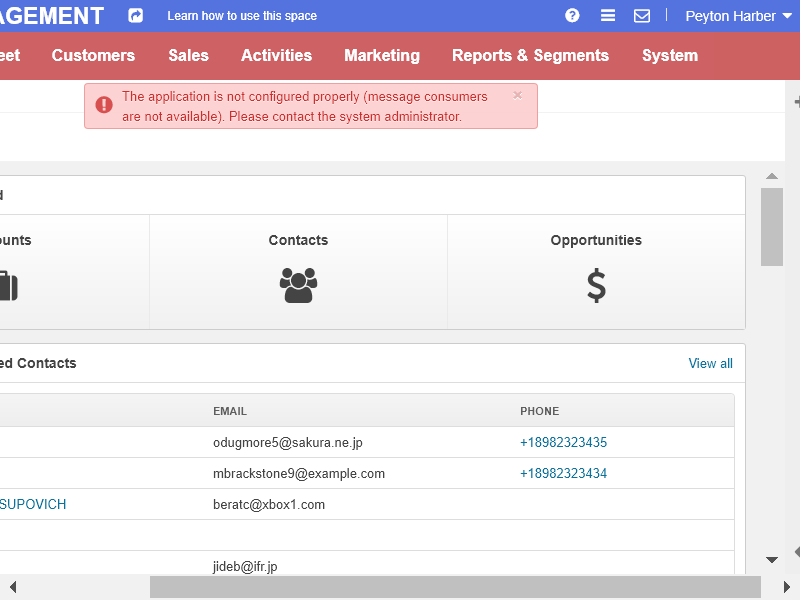 AGEMENT Learn how to use this space Peyton Harber
eet Customers Sales Activities Marketing Reports & Segments System
The application is not configured properly (message consumers
are not available). Please contact the system administrator.
×
d
ounts Contacts Opportunities
ed Contacts View all
EMAIL PHONE
odugmore5@sakura.ne.jp +18982323435
mbrackstone9@example.com +18982323434
SUPOVICH beratc@xbox1.com
jideb@ifr.jp